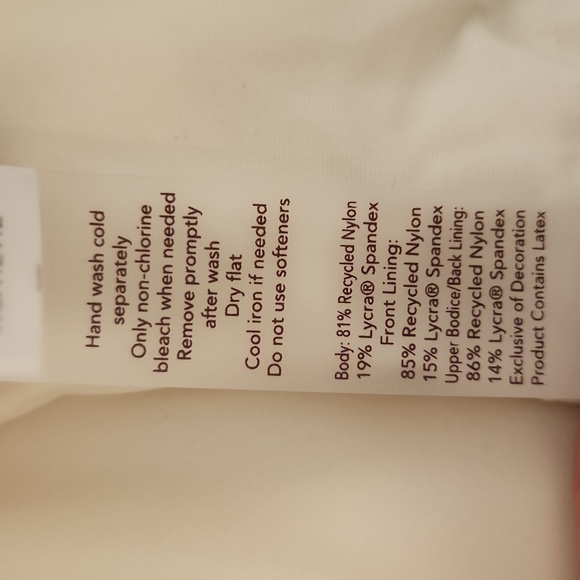 Hand wash cold
separately
Only non-chlorine
bleach when needed
Remove promptly
after wash
Dry flat
Cool iron if needed
Do not use softeners
Body: 81% Recycled Nylon
19% Lycra® Spandex
Front Lining:
85% Recycled Nylon
15% Lycra® Spandex
Upper Bodice/Back Lining:
86% Recycled Nylon
14% Lycra® Spandex
Exclusive of Decoration
Product Contains Latex